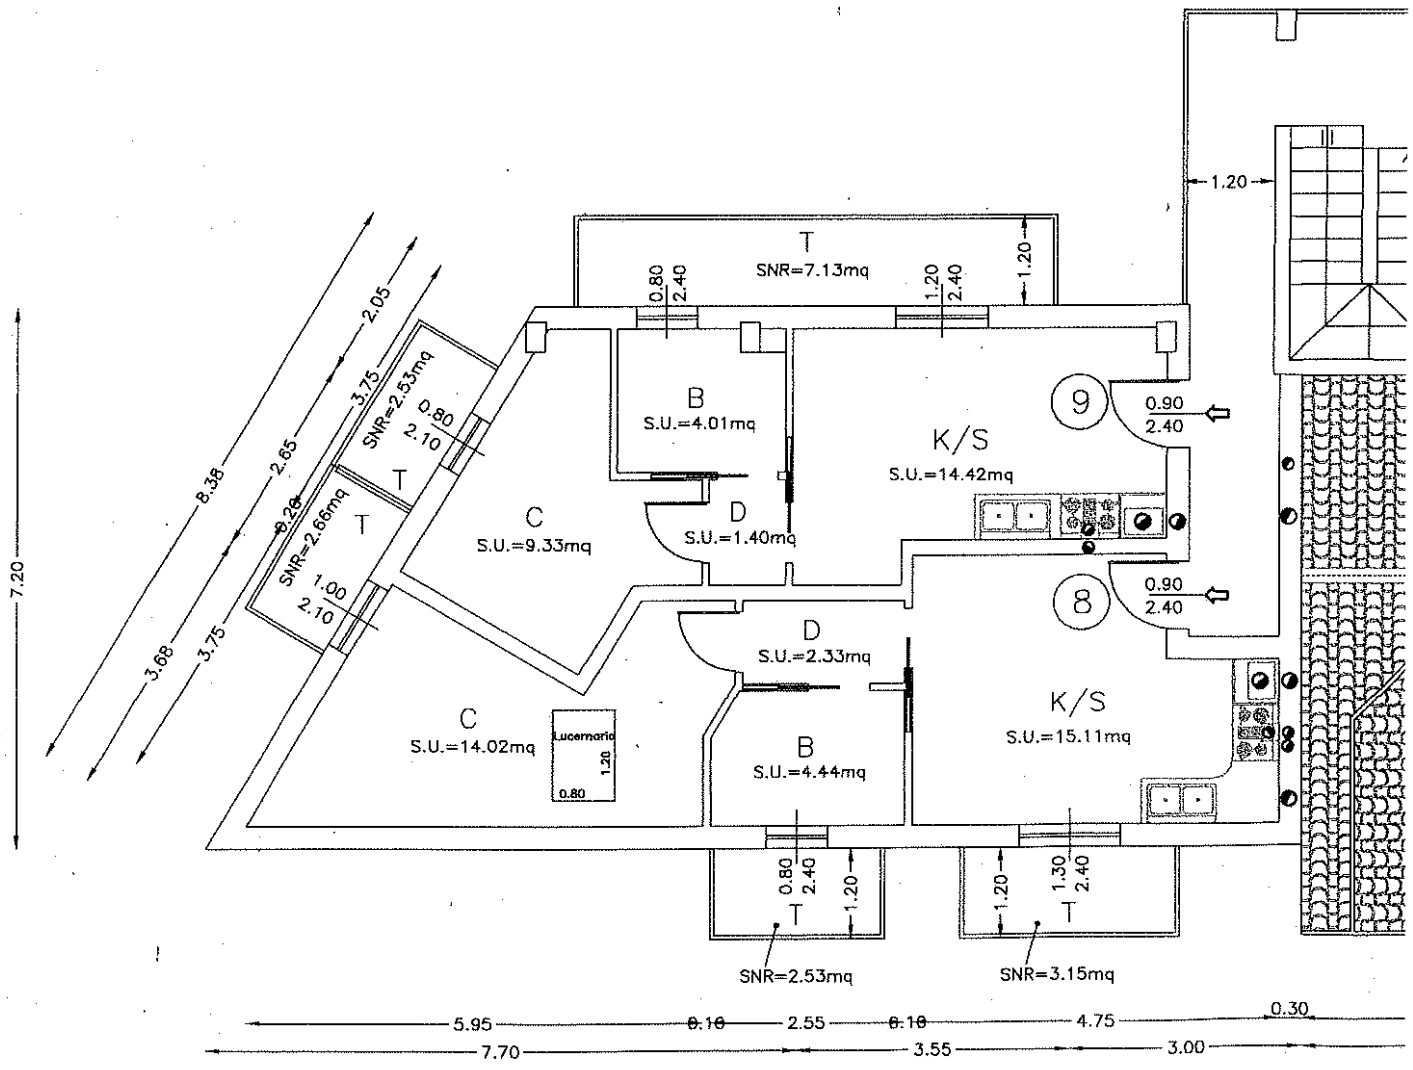 1.20
T
SNR=7.13mq
1.20
0.80
2.40
1.20
2.40
2.05
3.75
8.38
2.65
0.20
3.68
3.75
7.20
SNR=2.53mq
T
0.80
2.10
SNR=2.66mq
T
1.00
2.10
B
S.U.=4.01mq
9
0.90
2.40
K/S
S.U.=14.42mq
C
S.U.=9.33mq
D
S.U.=1.40mq
8
0.90
2.40
D
S.U.=2.33mq
C
S.U.=14.02mq
Lucernario
1.20
0.80
K/S
S.U.=15.11mq
B
S.U.=4.44mq
0.80
2.40
T
1.20
1.20
1.30
2.40
T
SNR=2.53mq
SNR=3.15mq
5.95
0.10
2.55
0.10
4.75
0.30
7.70
3.55
3.00